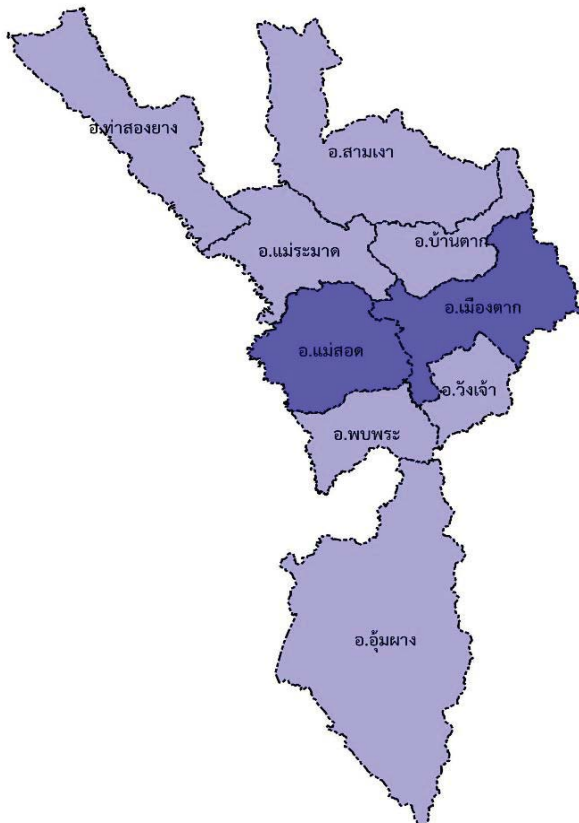 อ.ท่าสองยาง
อ.สามเงา
อ.บ้านตาก
อ.แม่ระมาด
อ.เมืองตาก
อ.แม่สอด
อ.วังเจ้า
อ.พบพระ
อ.อุ้มผาง